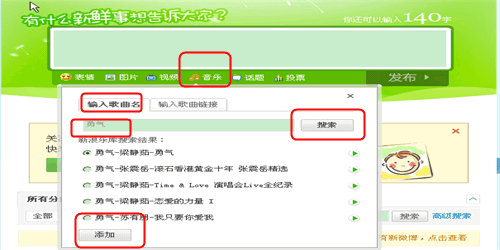 有什么新鲜事想告诉大家?
你还可以输入140字
表情 图片 视频 音乐 话题 投票
发布
输入歌曲名 输入歌曲链接
勇气
搜索
新浪乐库搜索结果:
勇气-梁静茹-勇气
勇气-张震岳-滚石香港黄金十年 张震岳精选
勇气-梁静茹-Time & Love 演唱会Live全纪录
勇气-梁静茹-恋爱的力量 I
勇气-苏有朋-我只要你爱我
添加
关
快
所有分
全部
搜索 高级搜索
有新微博，点击查看